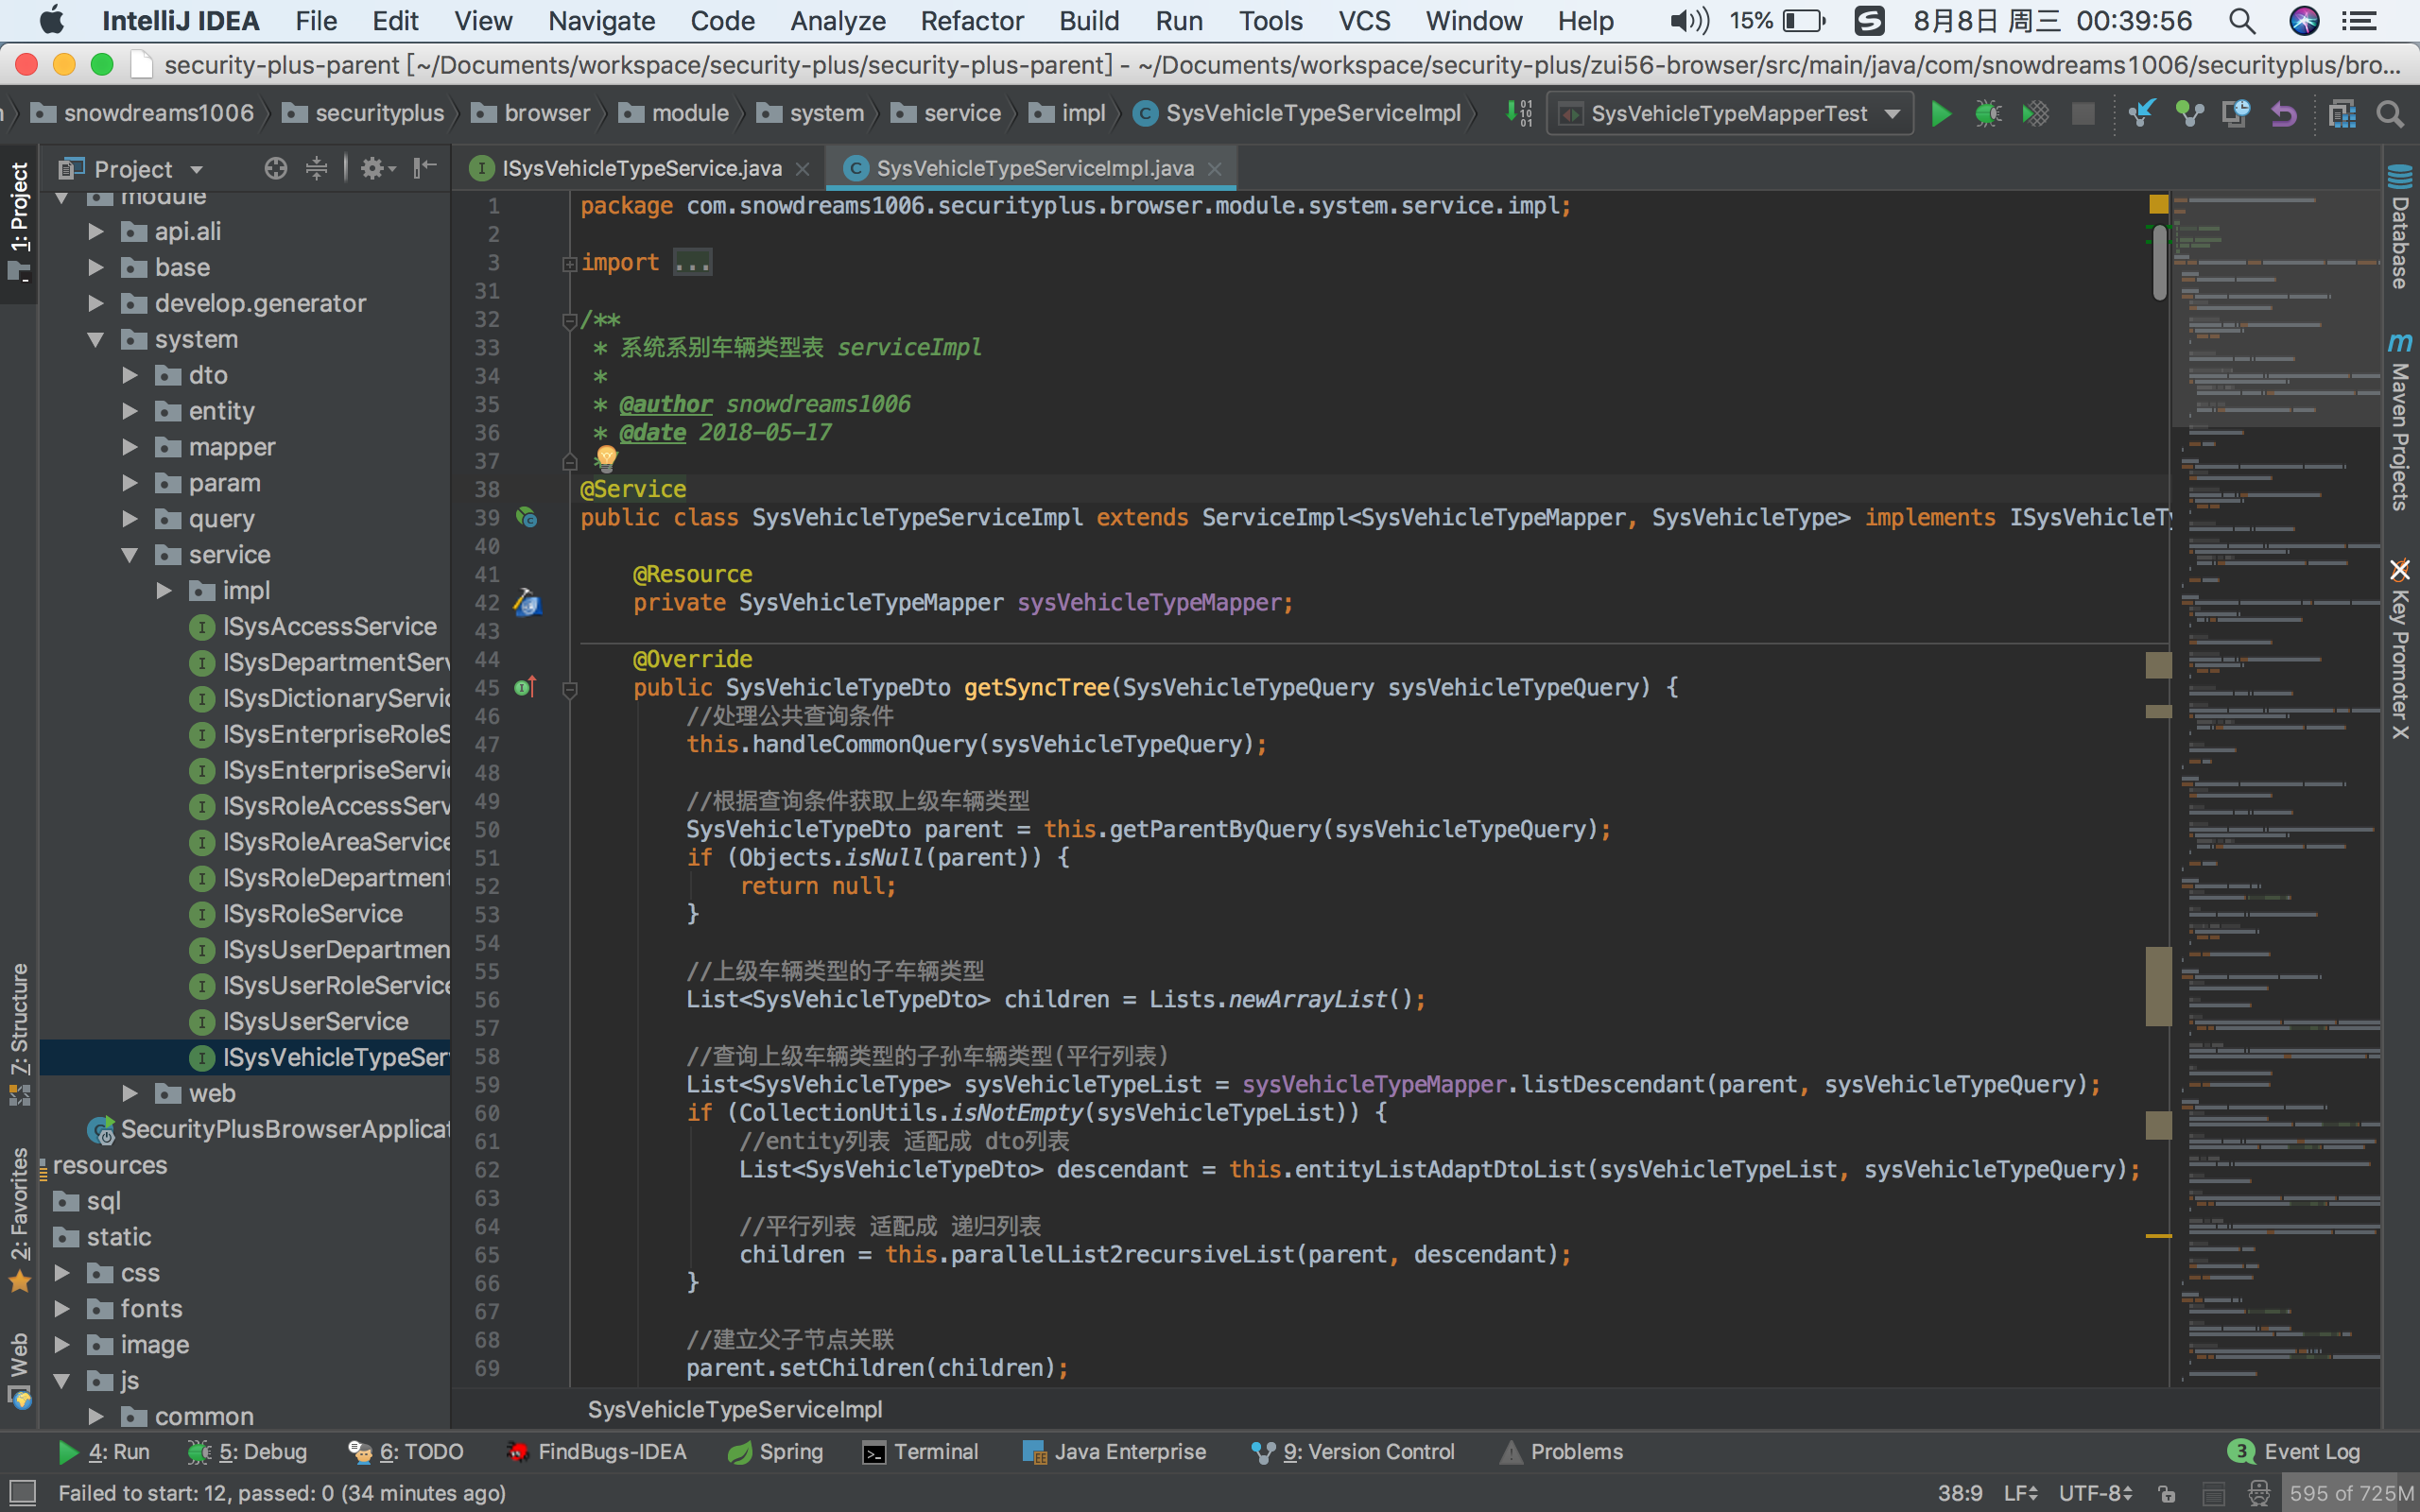 IntelliJ IDEA File Edit View Navigate Code Analyze Refactor Build Run Tools VCS Window Help 15% 8月8日 周三 00:39:56
security-plus-parent [~/Documents/workspace/security-plus/security-plus-parent] - ~/Documents/workspace/security-plus/zui56-browser/src/main/java/com/snowdreams1006/securityplus/bro...
snowdreams1006 securityplus browser module system service impl SysVehicleTypeServiceImpl SysVehicleTypeMapperTest
1: Project
Z: Structure
2: Favorites
Web
Project
module
api.ali
base
develop.generator
system
dto
entity
mapper
param
query
service
impl
ISysAccessService
ISysDepartmentServ
ISysDictionaryServic
ISysEnterpriseRoleS
ISysEnterpriseServi
ISysRoleAccessServ
ISysRoleAreaService
ISysRoleDepartment
ISysRoleService
ISysUserDepartmen
ISysUserRoleService
ISysUserService
ISysVehicleTypeSer
web
SecurityPlusBrowserApplicat
resources
sql
static
css
fonts
image
js
common
ISysVehicleTypeService.java SysVehicleTypeServiceImpl.java
1 package com.snowdreams1006.securityplus.browser.module.system.service.impl;
2
3 import ...
31
32 /**
33 * 系统系别车辆类型表 serviceImpl
34 *
35 * @author snowdreams1006
36 * @date 2018-05-17
37
38 @Service
39 public class SysVehicleTypeServiceImpl extends ServiceImpl<SysVehicleTypeMapper, SysVehicleType> implements ISysVehicleTy
40
41 @Resource
42 private SysVehicleTypeMapper sysVehicleTypeMapper;
43
44 @Override
45 public SysVehicleTypeDto getSyncTree(SysVehicleTypeQuery sysVehicleTypeQuery) {
46 //处理公共查询条件
47 this.handleCommonQuery(sysVehicleTypeQuery);
48
49 //根据查询条件获取上级车辆类型
50 SysVehicleTypeDto parent = this.getParentByQuery(sysVehicleTypeQuery);
51 if (Objects.isNull(parent)) {
52 return null;
53 }
54
55 //上级车辆类型的子车辆类型
56 List<SysVehicleTypeDto> children = Lists.newArrayList();
57
58 //查询上级车辆类型的子孙车辆类型(平行列表)
59 List<SysVehicleType> sysVehicleTypeList = sysVehicleTypeMapper.listDescendant(parent, sysVehicleTypeQuery);
60 if (CollectionUtils.isNotEmpty(sysVehicleTypeList)) {
61 //entity列表 适配成 dto列表
62 List<SysVehicleTypeDto> descendant = this.entityListAdaptDtoList(sysVehicleTypeList, sysVehicleTypeQuery);
63
64 //平行列表 适配成 递归列表
65 children = this.parallelList2recursiveList(parent, descendant);
66 }
67
68 //建立父子节点关联
69 parent.setChildren(children);
SysVehicleTypeServiceImpl
Database
Maven Projects
Key Promoter X
4: Run 5: Debug 6: TODO FindBugs-IDEA Spring Terminal Java Enterprise 9: Version Control Problems 3 Event Log
Failed to start: 12, passed: 0 (34 minutes ago) 38:9 LF UTF-8 595 of 725M